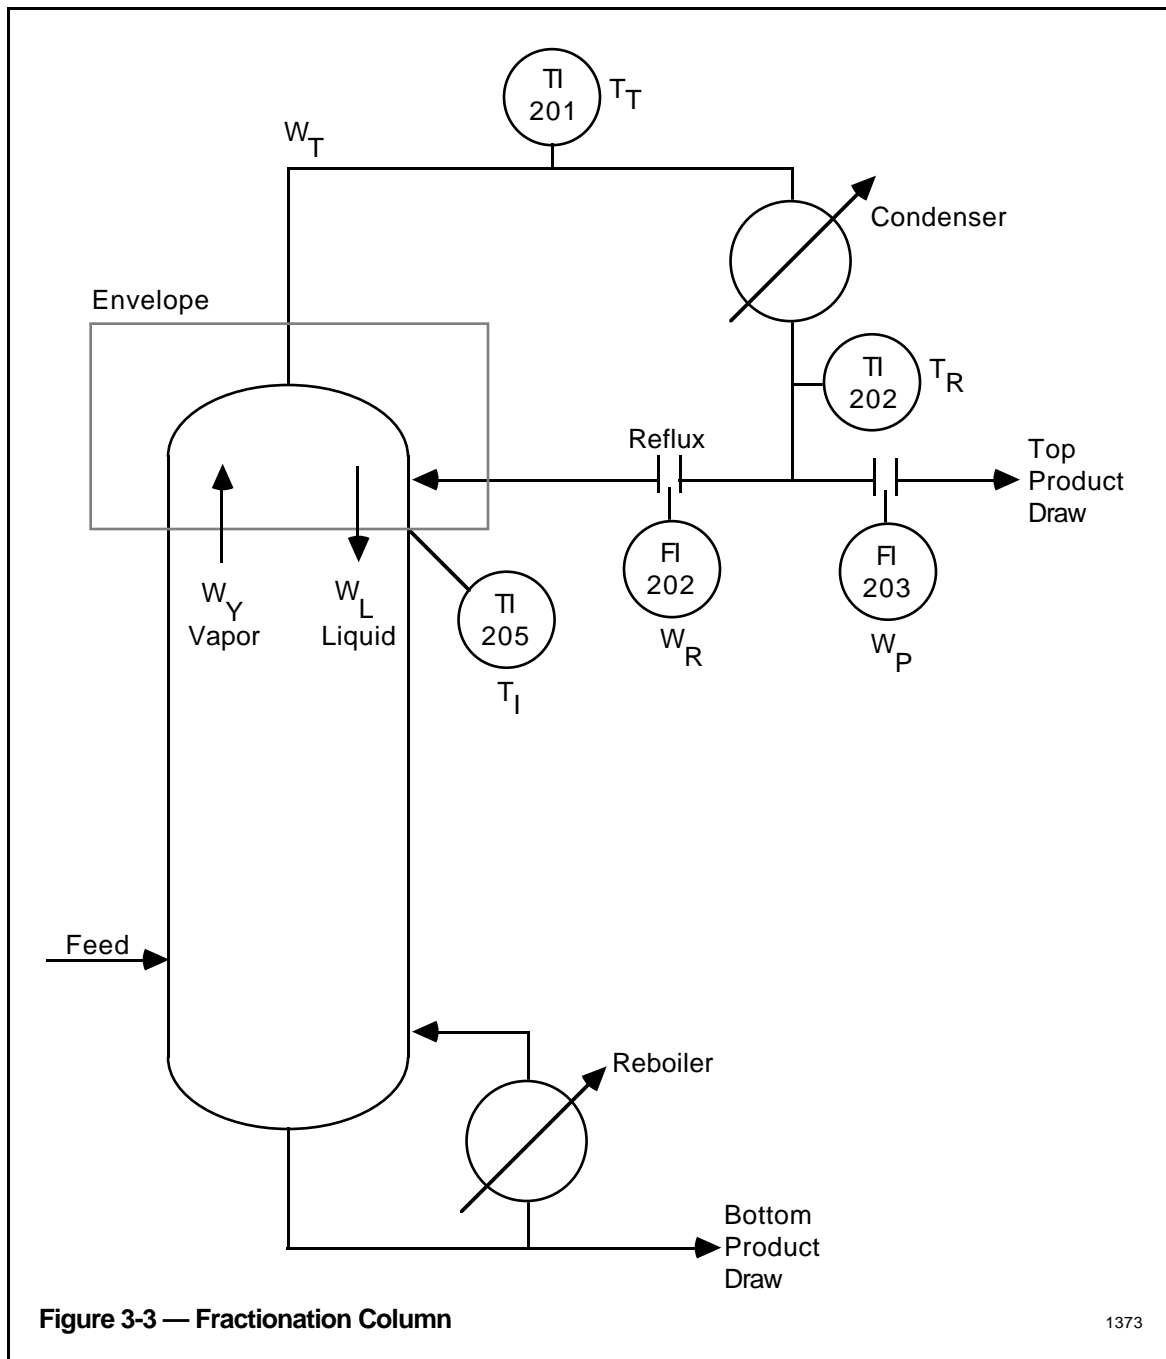 TI
201
T_T
W_T
Condenser
Envelope
TI
202
T_R
Reflux
Top
Product
Draw
FI
202
W_R
FI
203
W_P
W_Y
Vapor
W_L
Liquid
TI
205
T_I
Feed
Reboiler
Bottom
Product
Draw
Figure 3-3 — Fractionation Column
1373